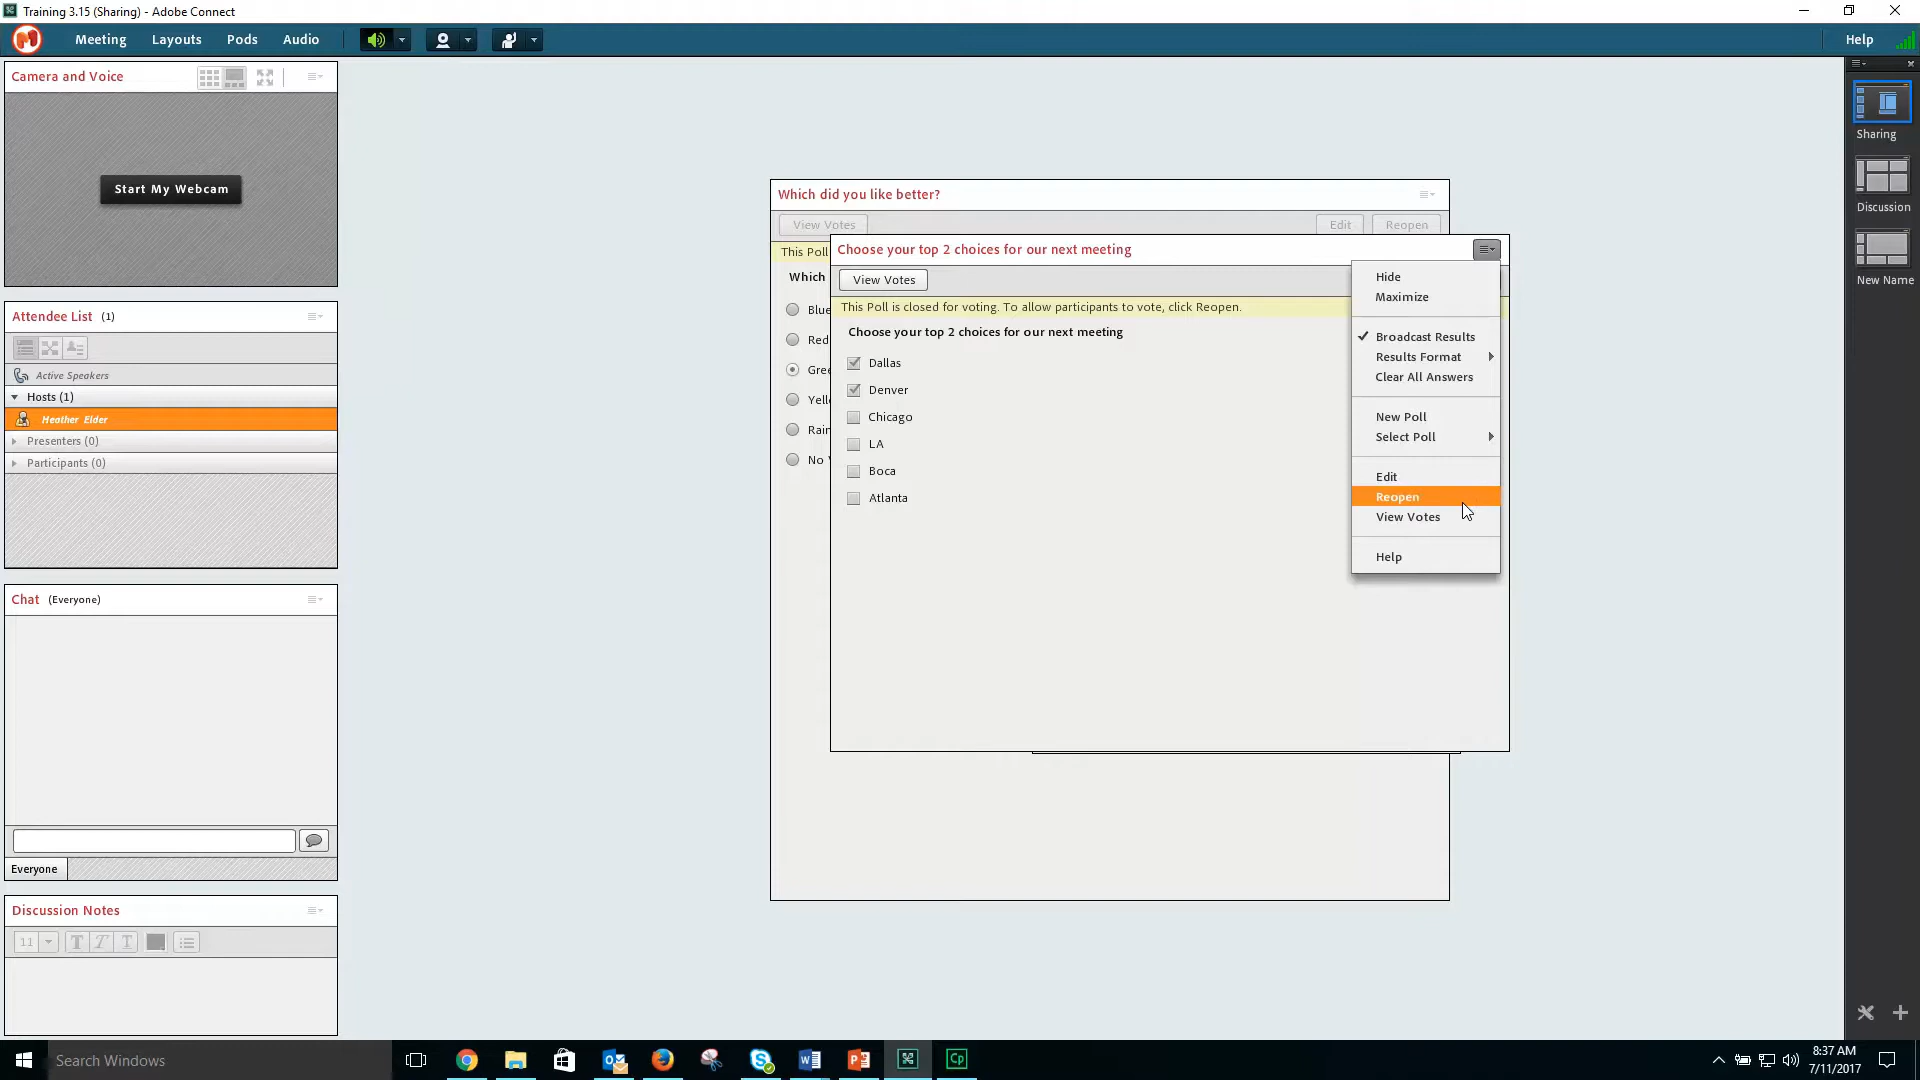 Training 3.15 (Sharing) - Adobe Connect
Meeting Layouts Pods Audio Help
Camera and Voice
Start My Webcam
Attendee List (1)
Active Speakers
Hosts (1)
Heather Elder
Presenters (0)
Participants (0)
Chat (Everyone)
Everyone
Discussion Notes
11
Which did you like better?
View Votes Edit Reopen
This Poll
Which
Blue
Red
Gree
Yell
Rain
No
Choose your top 2 choices for our next meeting
View Votes
This Poll is closed for voting. To allow participants to vote, click Reopen.
Choose your top 2 choices for our next meeting
Dallas
Denver
Chicago
LA
Boca
Atlanta
Hide
Maximize
Broadcast Results
Results Format
Clear All Answers
New Poll
Select Poll
Edit
Reopen
View Votes
Help
Sharing
Discussion
New Name
Search Windows
Cp
8:37 AM
7/11/2017